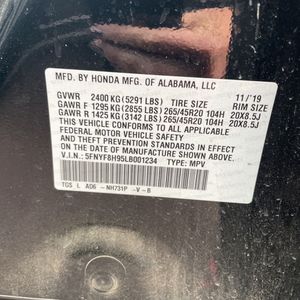 MFD. BY HONDA MFG. OF ALABAMA, LLC
GVWR 2400 KG (5291 LBS) TIRE SIZE 11/'19 RIM SIZE
GAWR F 1295 KG (2855 LBS) 265/45R20 104H 20X8.5J
GAWR R 1425 KG (3142 LBS) 265/45R20 104H 20X8.5J
THIS VEHICLE CONFORMS TO ALL APPLICABLE
FEDERAL MOTOR VEHICLE SAFETY, BUMPER,
AND THEFT PREVENTION STANDARDS IN EFFECT
ON THE DATE OF MANUFACTURE SHOWN ABOVE.
V.I.N.: 5FNYF8H95LB001234 TYPE: MPV
TGS L AD6 -NH731P -V -B